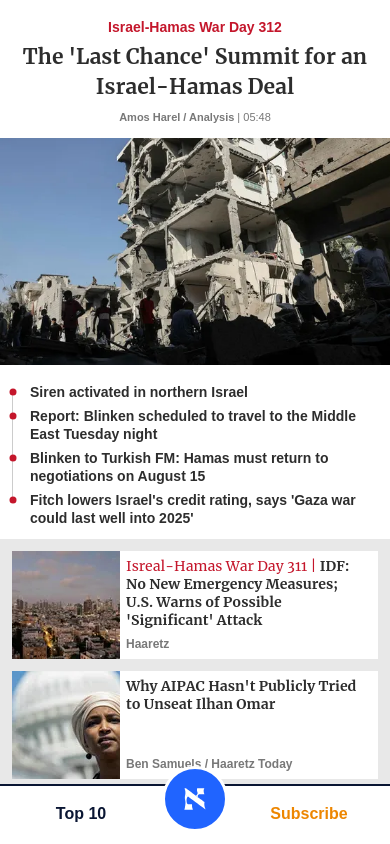 Israel-Hamas War Day 312
The 'Last Chance' Summit for an
Israel-Hamas Deal
Amos Harel / Analysis | 05:48
Siren activated in northern Israel
Report: Blinken scheduled to travel to the Middle
East Tuesday night
Blinken to Turkish FM: Hamas must return to
negotiations on August 15
Fitch lowers Israel's credit rating, says 'Gaza war
could last well into 2025'
Isreal-Hamas War Day 311 | IDF:
No New Emergency Measures;
U.S. Warns of Possible
'Significant' Attack
Haaretz
Why AIPAC Hasn't Publicly Tried
to Unseat Ilhan Omar
Ben Samuels / Haaretz Today
Top 10
Subscribe